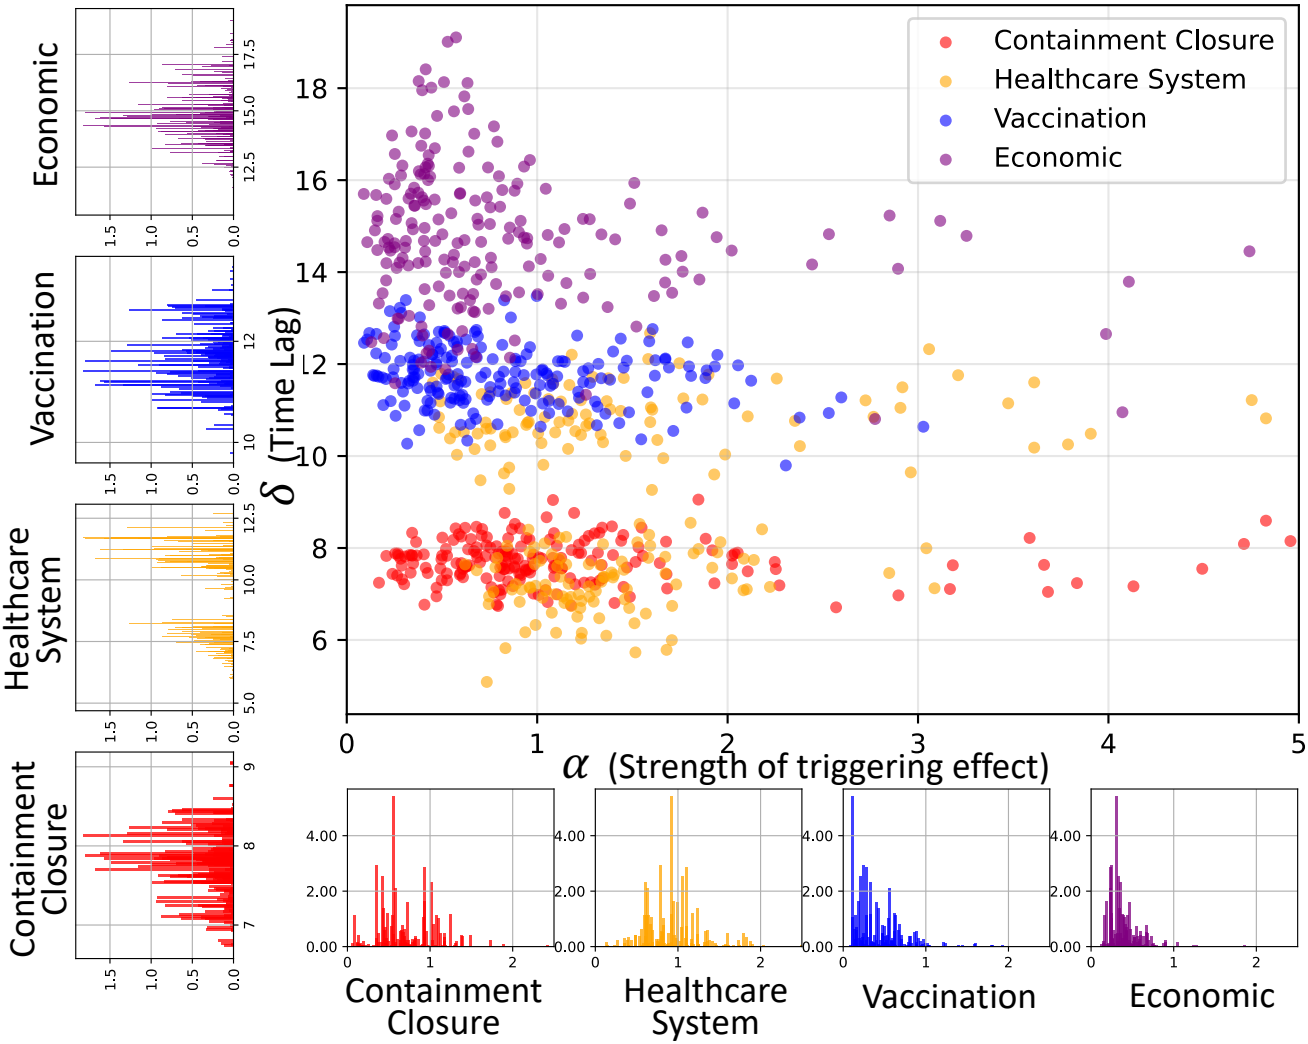 Economic
17.5
15.0
12.5
1.5
1.0
0.5
0.0
Vaccination
12
10
1.5
1.0
0.5
0.0
Healthcare
System
12.5
10.0
7.5
5.0
1.5
1.0
0.5
0.0
Containment
Closure
9
8
7
1.5
1.0
0.5
0.0
δ (Time Lag)
18
16
14
12
10
8
6
Containment Closure
Healthcare System
Vaccination
Economic
0 1 2 3 4 5
α (Strength of triggering effect)
4.00
2.00
0.00
0 1 2
Containment
Closure
4.00
2.00
0.00
0 1 2
Healthcare
System
4.00
2.00
0.00
0 1 2
Vaccination
4.00
2.00
0.00
0 1 2
Economic